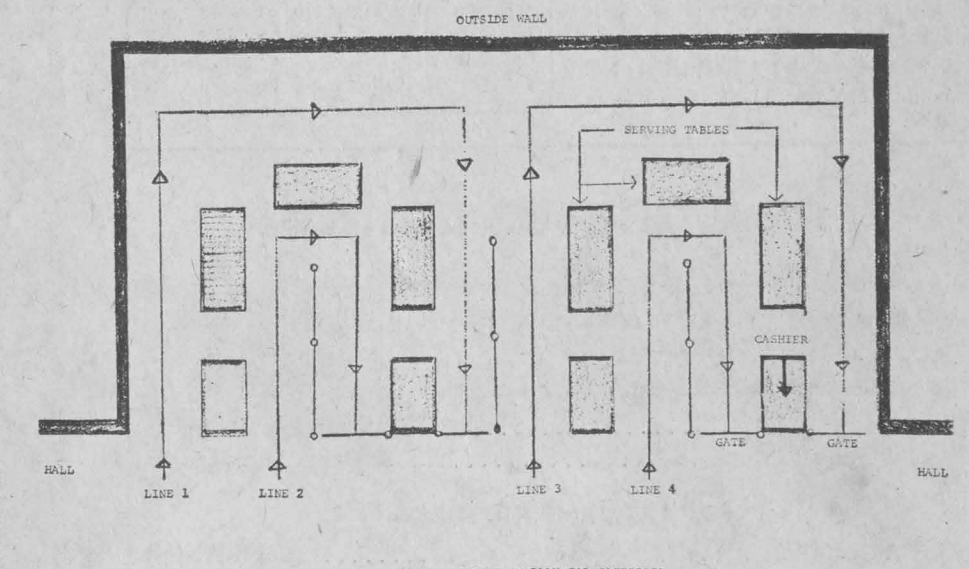 OUTSIDE WALL
SERVING TABLES
CASHIER
GATE
GATE
HALL
HALL
LINE 1
LINE 2
LINE 3
LINE 4